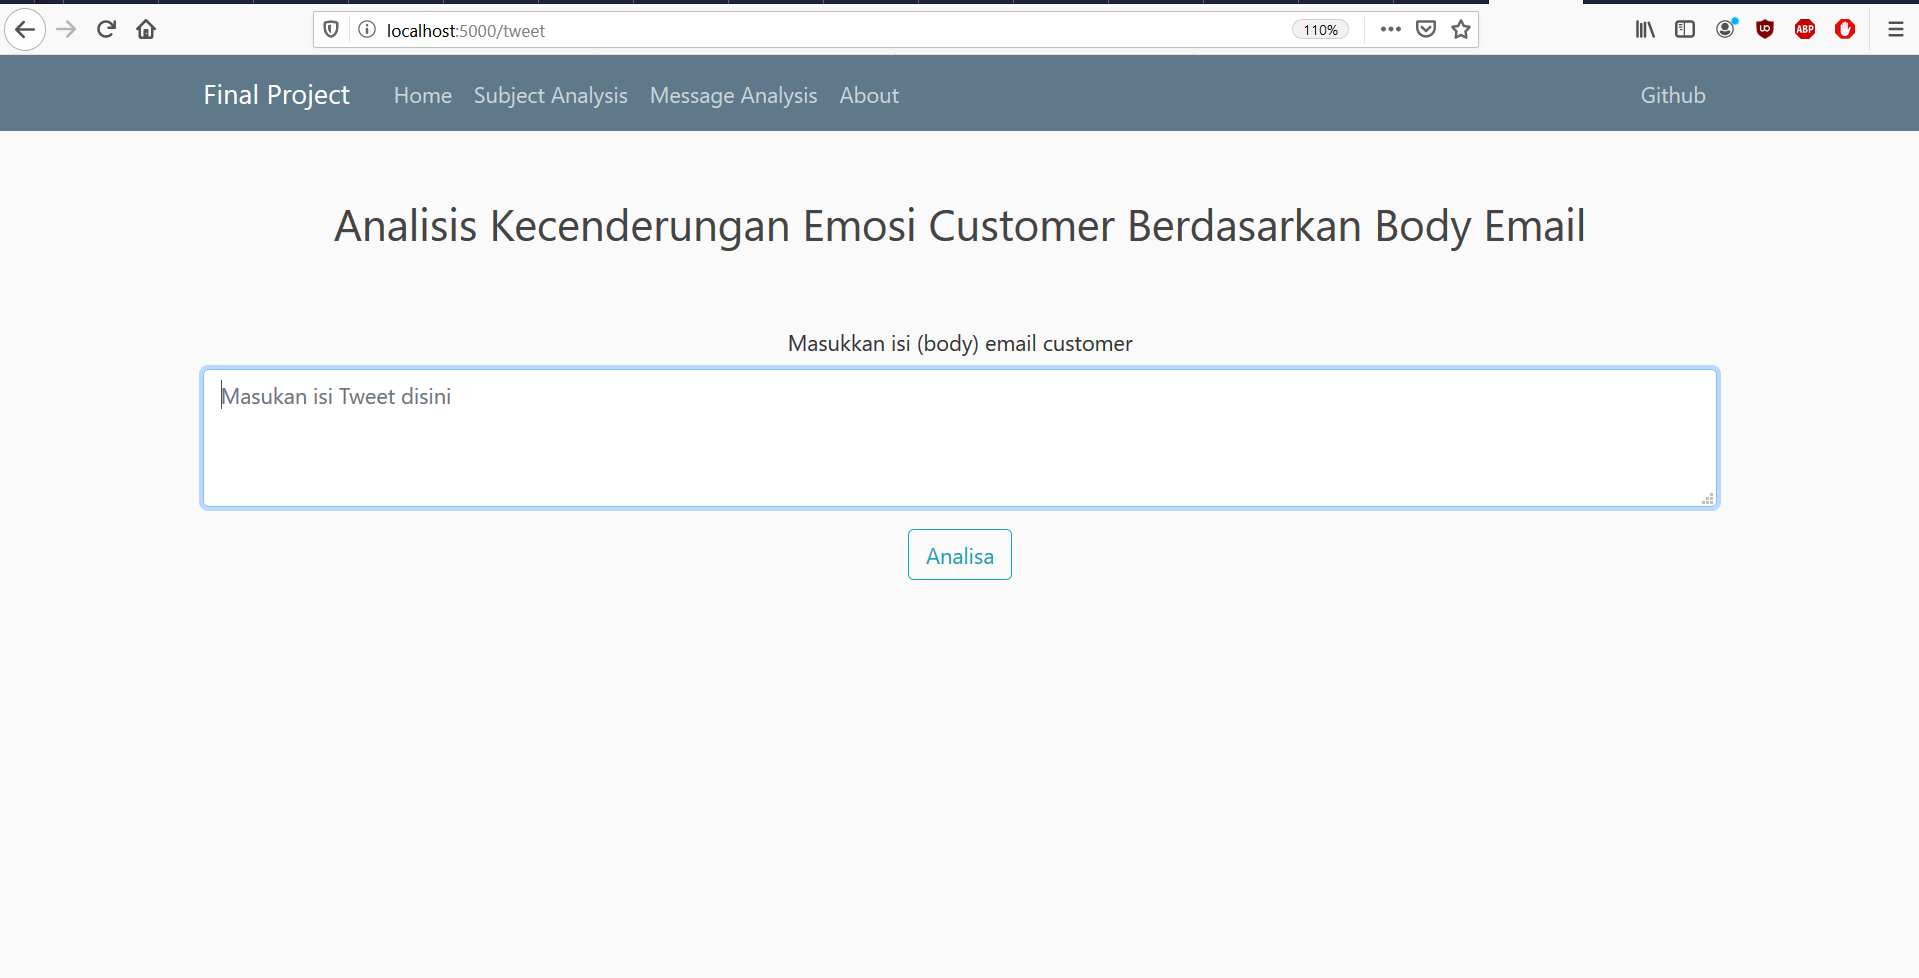 localhost:5000/tweet
110%
ABP
Final Project
Home
Subject Analysis
Message Analysis
About
Github
Analisis Kecenderungan Emosi Customer Berdasarkan Body Email
Masukkan isi (body) email customer
Masukan isi Tweet disini
Analisa